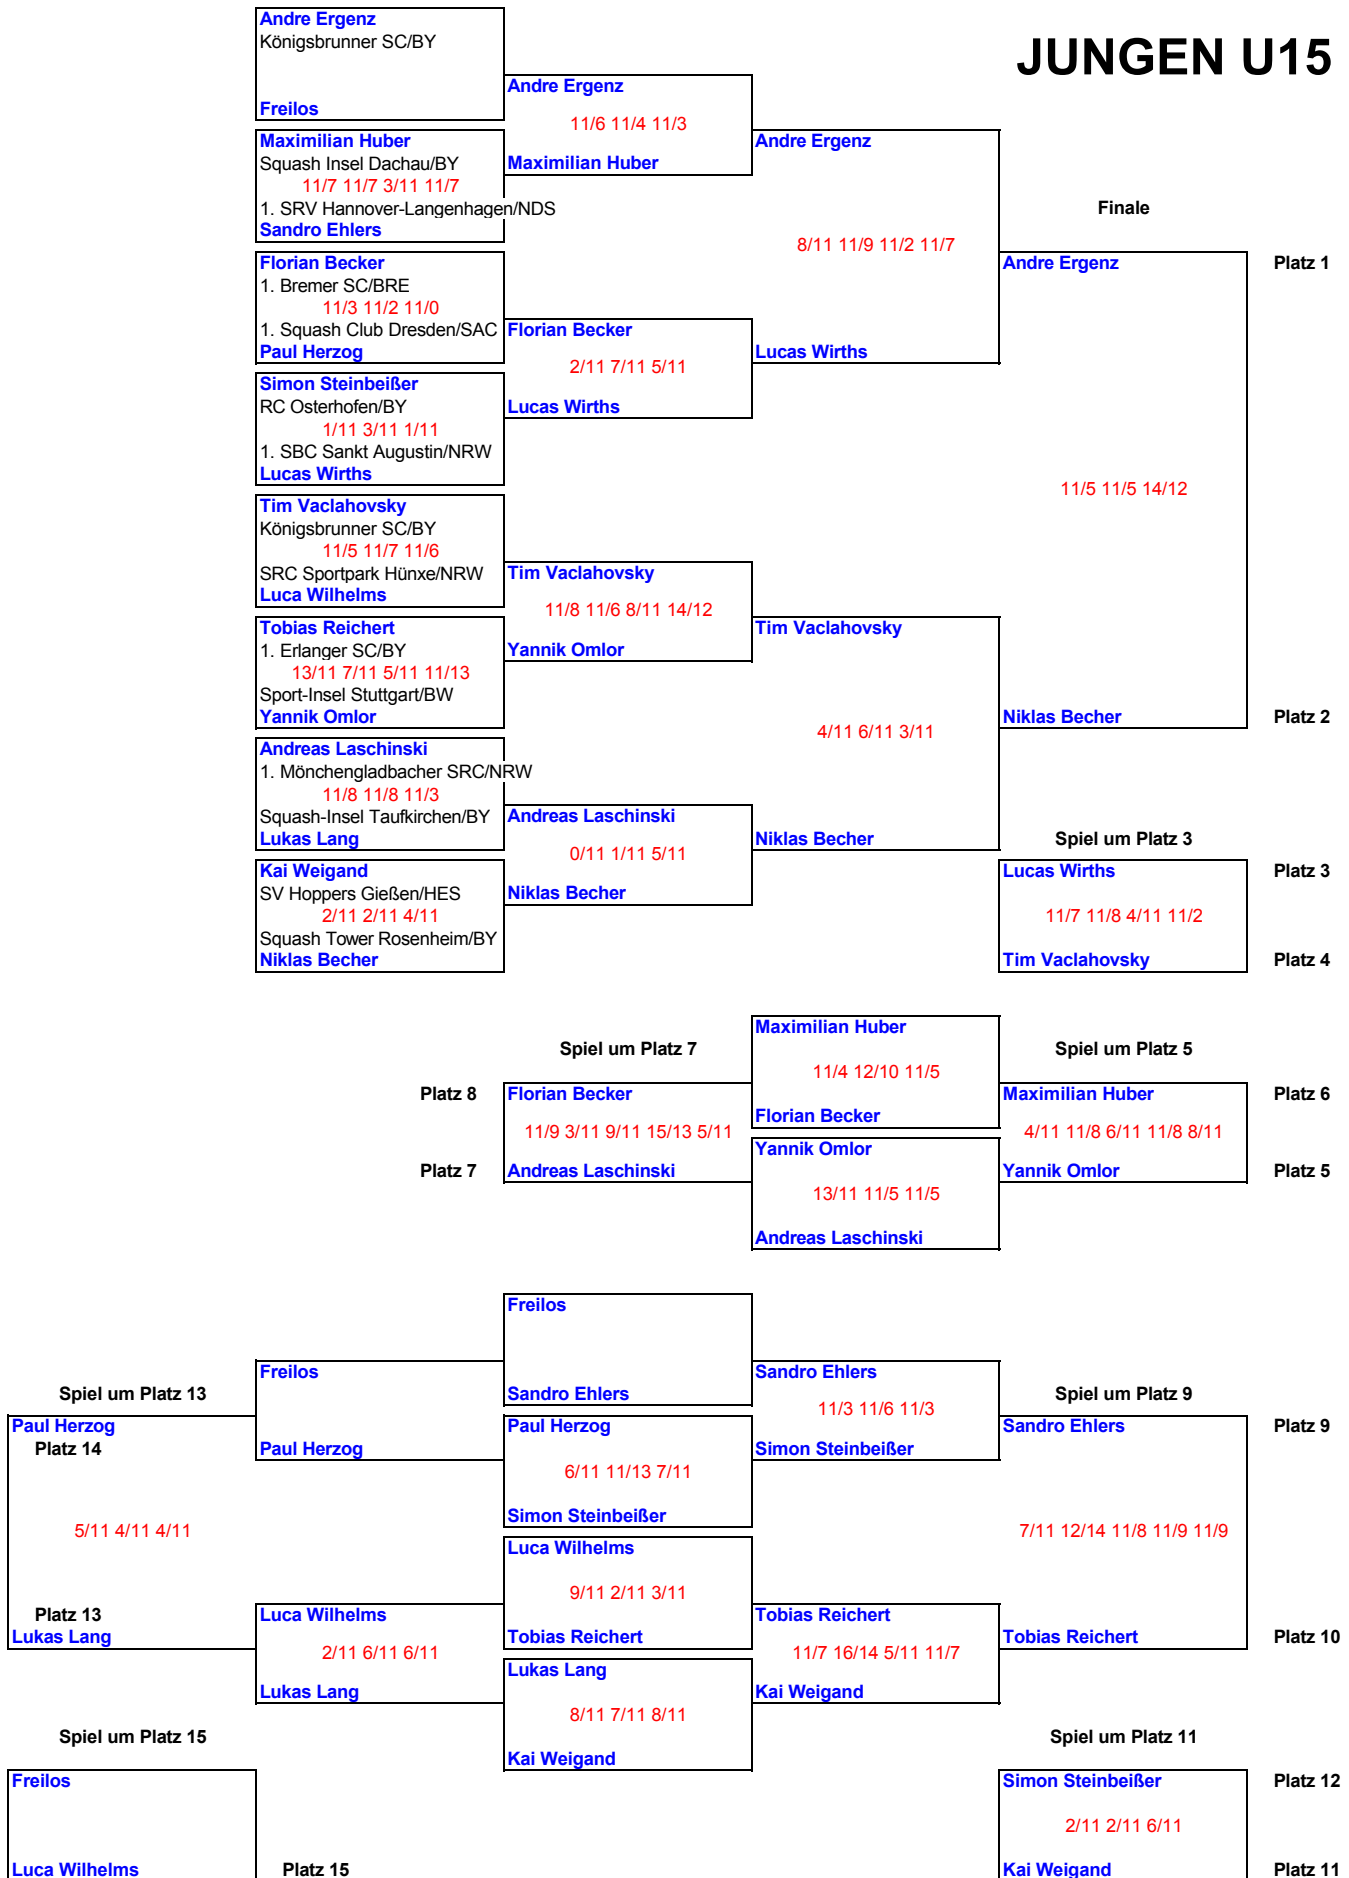 JUNGEN U15
Andre Ergenz
Königsbrunner SC/BY
Freilos
Maximilian Huber
Squash Insel Dachau/BY
11/7 11/7 3/11 11/7
1. SRV Hannover-Langenhagen/NDS
Sandro Ehlers
Florian Becker
1. Bremer SC/BRE
11/3 11/2 11/0
1. Squash Club Dresden/SAC
Paul Herzog
Simon Steinbeißer
RC Osterhofen/BY
1/11 3/11 1/11
1. SBC Sankt Augustin/NRW
Lucas Wirths
Tim Vaclahovsky
Königsbrunner SC/BY
11/5 11/7 11/6
SRC Sportpark Hünxe/NRW
Luca Wilhelms
Tobias Reichert
1. Erlanger SC/BY
13/11 7/11 5/11 11/13
Sport-Insel Stuttgart/BW
Yannik Omlor
Andreas Laschinski
1. Mönchengladbacher SRC/NRW
11/8 11/8 11/3
Squash-Insel Taufkirchen/BY
Lukas Lang
Kai Weigand
SV Hoppers Gießen/HES
2/11 2/11 4/11
Squash Tower Rosenheim/BY
Niklas Becher
Andre Ergenz
11/6 11/4 11/3
Maximilian Huber
Florian Becker
2/11 7/11 5/11
Lucas Wirths
Tim Vaclahovsky
11/8 11/6 8/11 14/12
Yannik Omlor
Andreas Laschinski
0/11 1/11 5/11
Niklas Becher
Andre Ergenz
8/11 11/9 11/2 11/7
Lucas Wirths
Tim Vaclahovsky
4/11 6/11 3/11
Niklas Becher
Finale
Andre Ergenz
Platz 1
11/5 11/5 14/12
Niklas Becher
Platz 2
Spiel um Platz 3
Lucas Wirths
Platz 3
11/7 11/8 4/11 11/2
Tim Vaclahovsky
Platz 4
Spiel um Platz 7
Platz 8
Florian Becker
11/9 3/11 9/11 15/13 5/11
Platz 7
Andreas Laschinski
Maximilian Huber
11/4 12/10 11/5
Florian Becker
Yannik Omlor
13/11 11/5 11/5
Andreas Laschinski
Spiel um Platz 5
Maximilian Huber
Platz 6
4/11 11/8 6/11 11/8 8/11
Yannik Omlor
Platz 5
Spiel um Platz 13
Paul Herzog
Platz 14
5/11 4/11 4/11
Platz 13
Lukas Lang
Freilos
Paul Herzog
Luca Wilhelms
2/11 6/11 6/11
Lukas Lang
Freilos
Sandro Ehlers
Paul Herzog
6/11 11/13 7/11
Simon Steinbeißer
Luca Wilhelms
9/11 2/11 3/11
Tobias Reichert
Lukas Lang
8/11 7/11 8/11
Kai Weigand
Sandro Ehlers
11/3 11/6 11/3
Simon Steinbeißer
Tobias Reichert
11/7 16/14 5/11 11/7
Kai Weigand
Spiel um Platz 9
Sandro Ehlers
Platz 9
7/11 12/14 11/8 11/9 11/9
Tobias Reichert
Platz 10
Spiel um Platz 15
Freilos
Luca Wilhelms
Platz 15
Spiel um Platz 11
Simon Steinbeißer
Platz 12
2/11 2/11 6/11
Kai Weigand
Platz 11